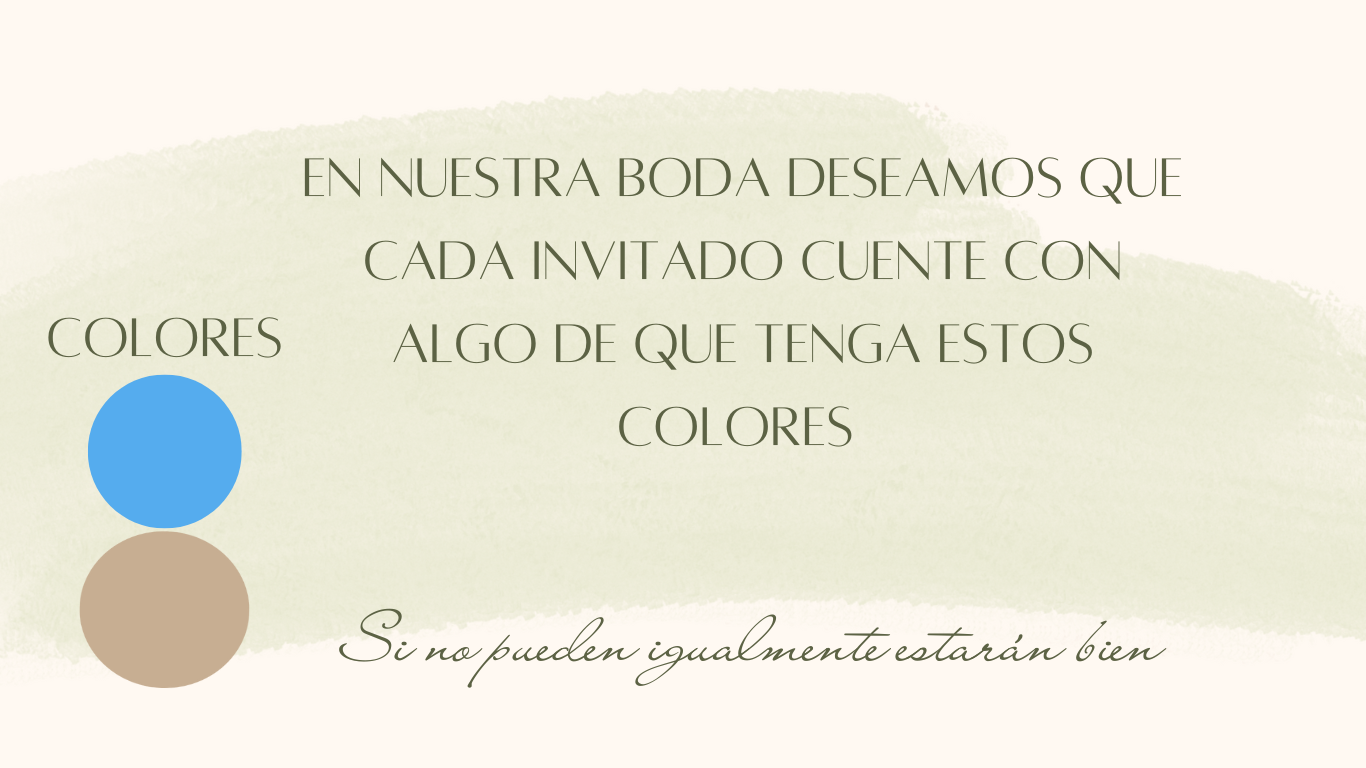 EN NUESTRA BODA DESEAMOS QUE
CADA INVITADO CUENTE CON
ALGO DE QUE TENGA ESTOS
COLORES
COLORES
Si no pueden igualmente estarán bien